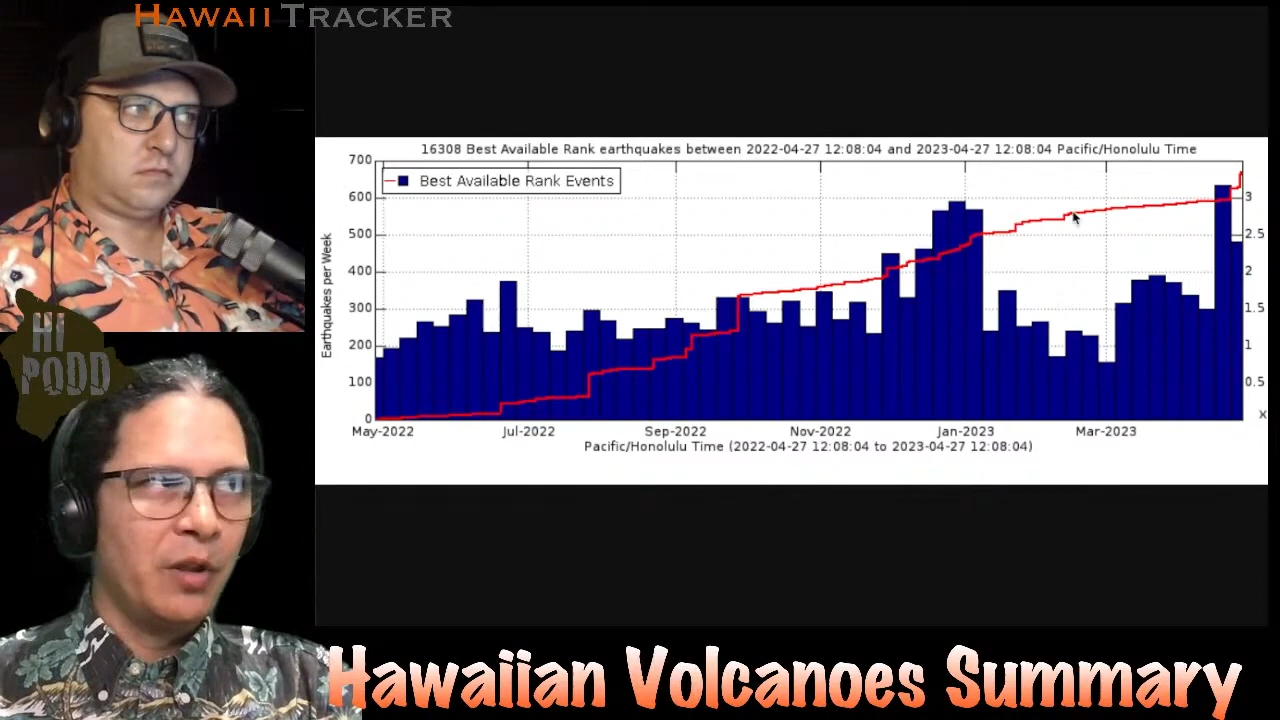 HAWAII TRACKER
HI
PODD
16308 Best Available Rank earthquakes between 2022-04-27 12:08:04 and 2023-04-27 12:08:04 Pacific/Honolulu Time
Best Available Rank Events
Earthquakes per Week
700
600
500
400
300
200
100
0
3
2.5
2
1.5
1
0.5
X
May-2022 Jul-2022 Sep-2022 Nov-2022 Jan-2023 Mar-2023
Pacific/Honolulu Time (2022-04-27 12:08:04 to 2023-04-27 12:08:04)
Hawaiian Volcanoes Summary